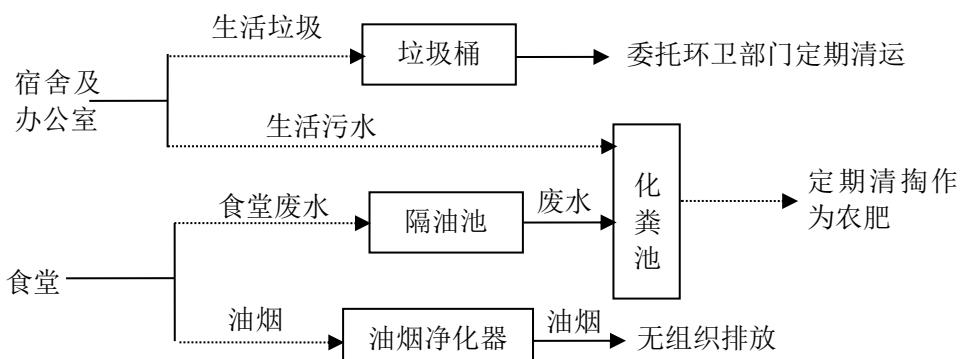 生活垃圾
垃圾桶
委托环卫部门定期清运
宿舍及
办公室
生活污水
化
粪
池
定期清掏作
为农肥
食堂废水
隔油池
废水
食堂
油烟
油烟净化器
油烟
无组织排放